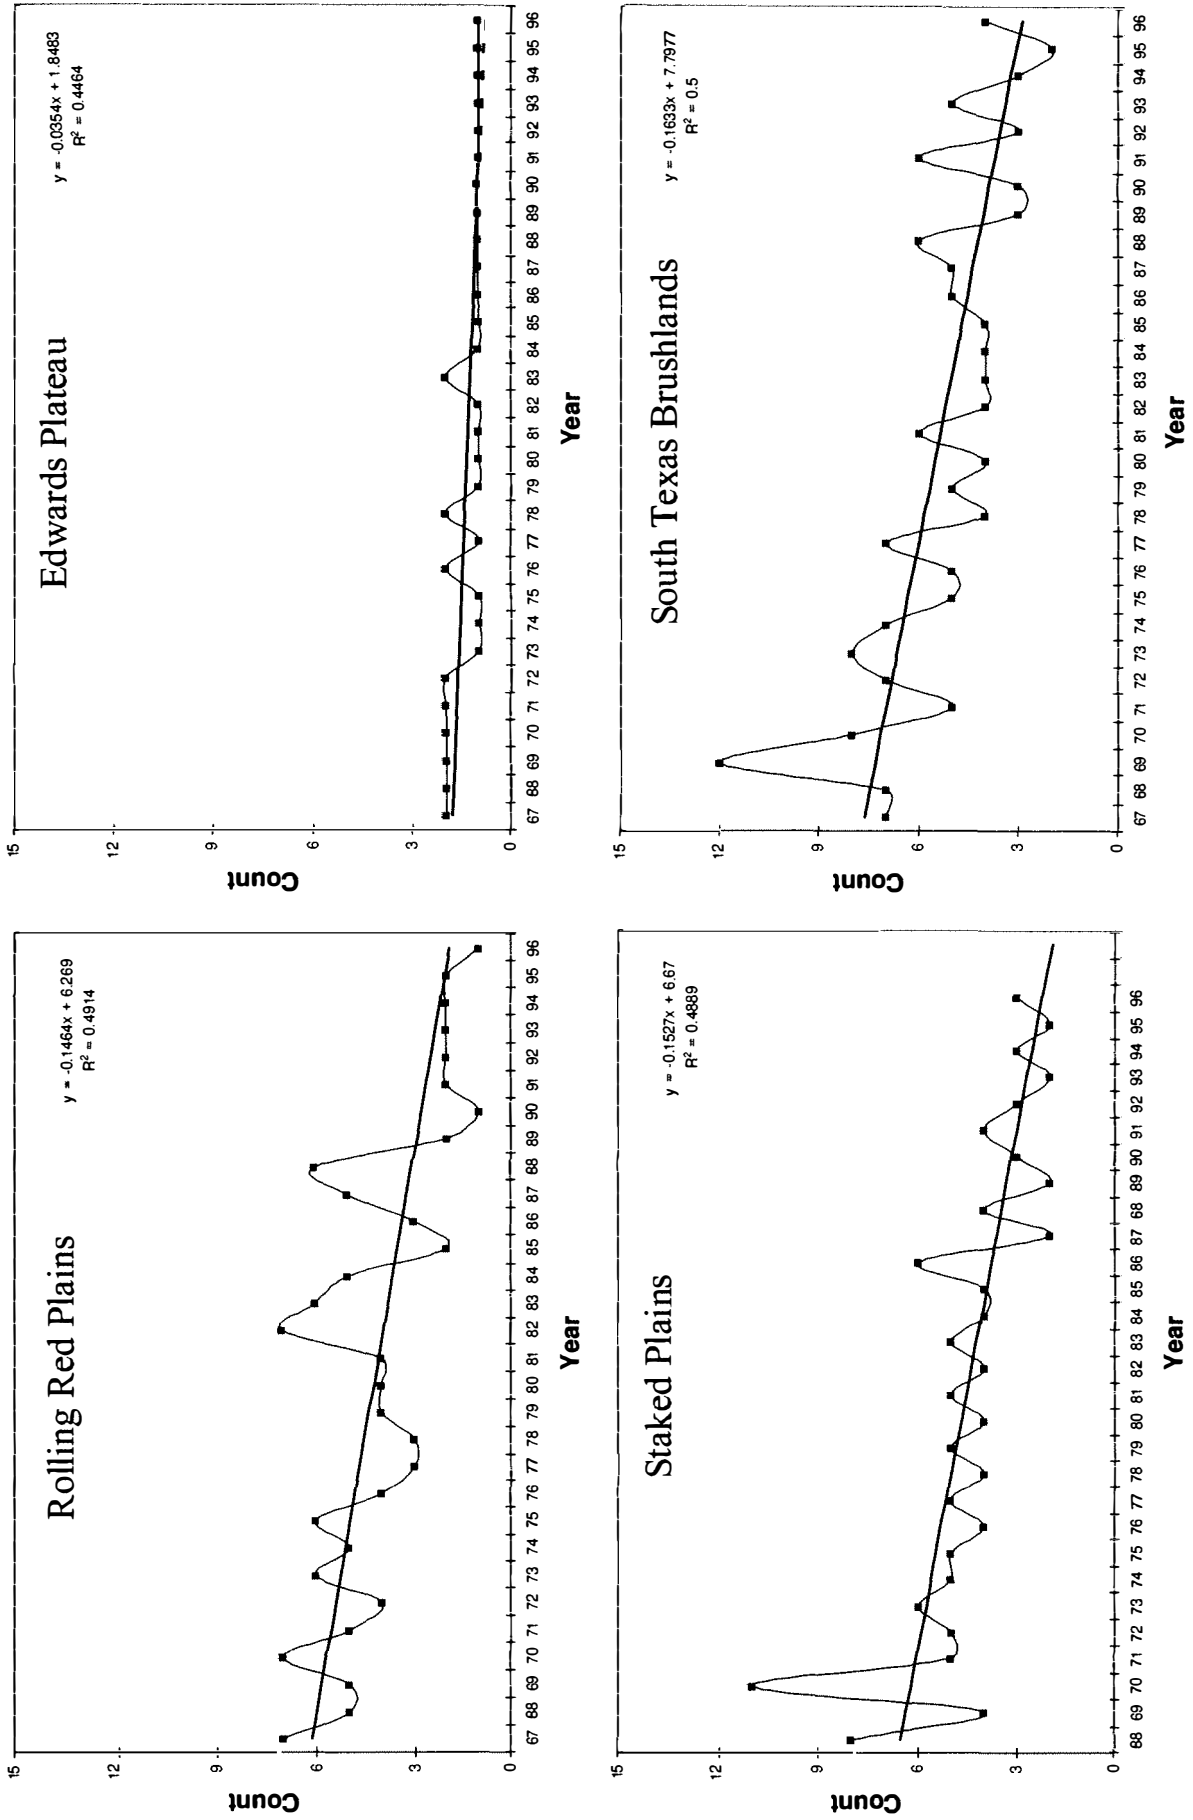 Rolling Red Plains
y = -0.1464x + 6.269
R² = 0.4914
Count
15
12
9
6
3
0
67 68 69 70 71 72 73 74 75 76 77 78 79 80 81 82 83 84 85 86 87 88 89 90 91 92 93 94 95 96
Year
Edwards Plateau
y = -0.0354x + 1.8483
R² = 0.4464
Count
15
12
9
6
3
0
67 68 69 70 71 72 73 74 75 76 77 78 79 80 81 82 83 84 85 86 87 88 89 90 91 92 93 94 95 96
Year
Staked Plains
y = -0.1527x + 6.67
R² = 0.4889
Count
15
12
9
6
3
0
68 69 70 71 72 73 74 75 76 77 78 79 80 81 82 83 84 85 86 87 88 89 90 91 92 93 94 95 96
Year
South Texas Brushlands
y = -0.1633x + 7.7977
R² = 0.5
Count
15
12
9
6
3
0
67 68 69 70 71 72 73 74 75 76 77 78 79 80 81 82 83 84 85 86 87 88 89 90 91 92 93 94 95 96
Year